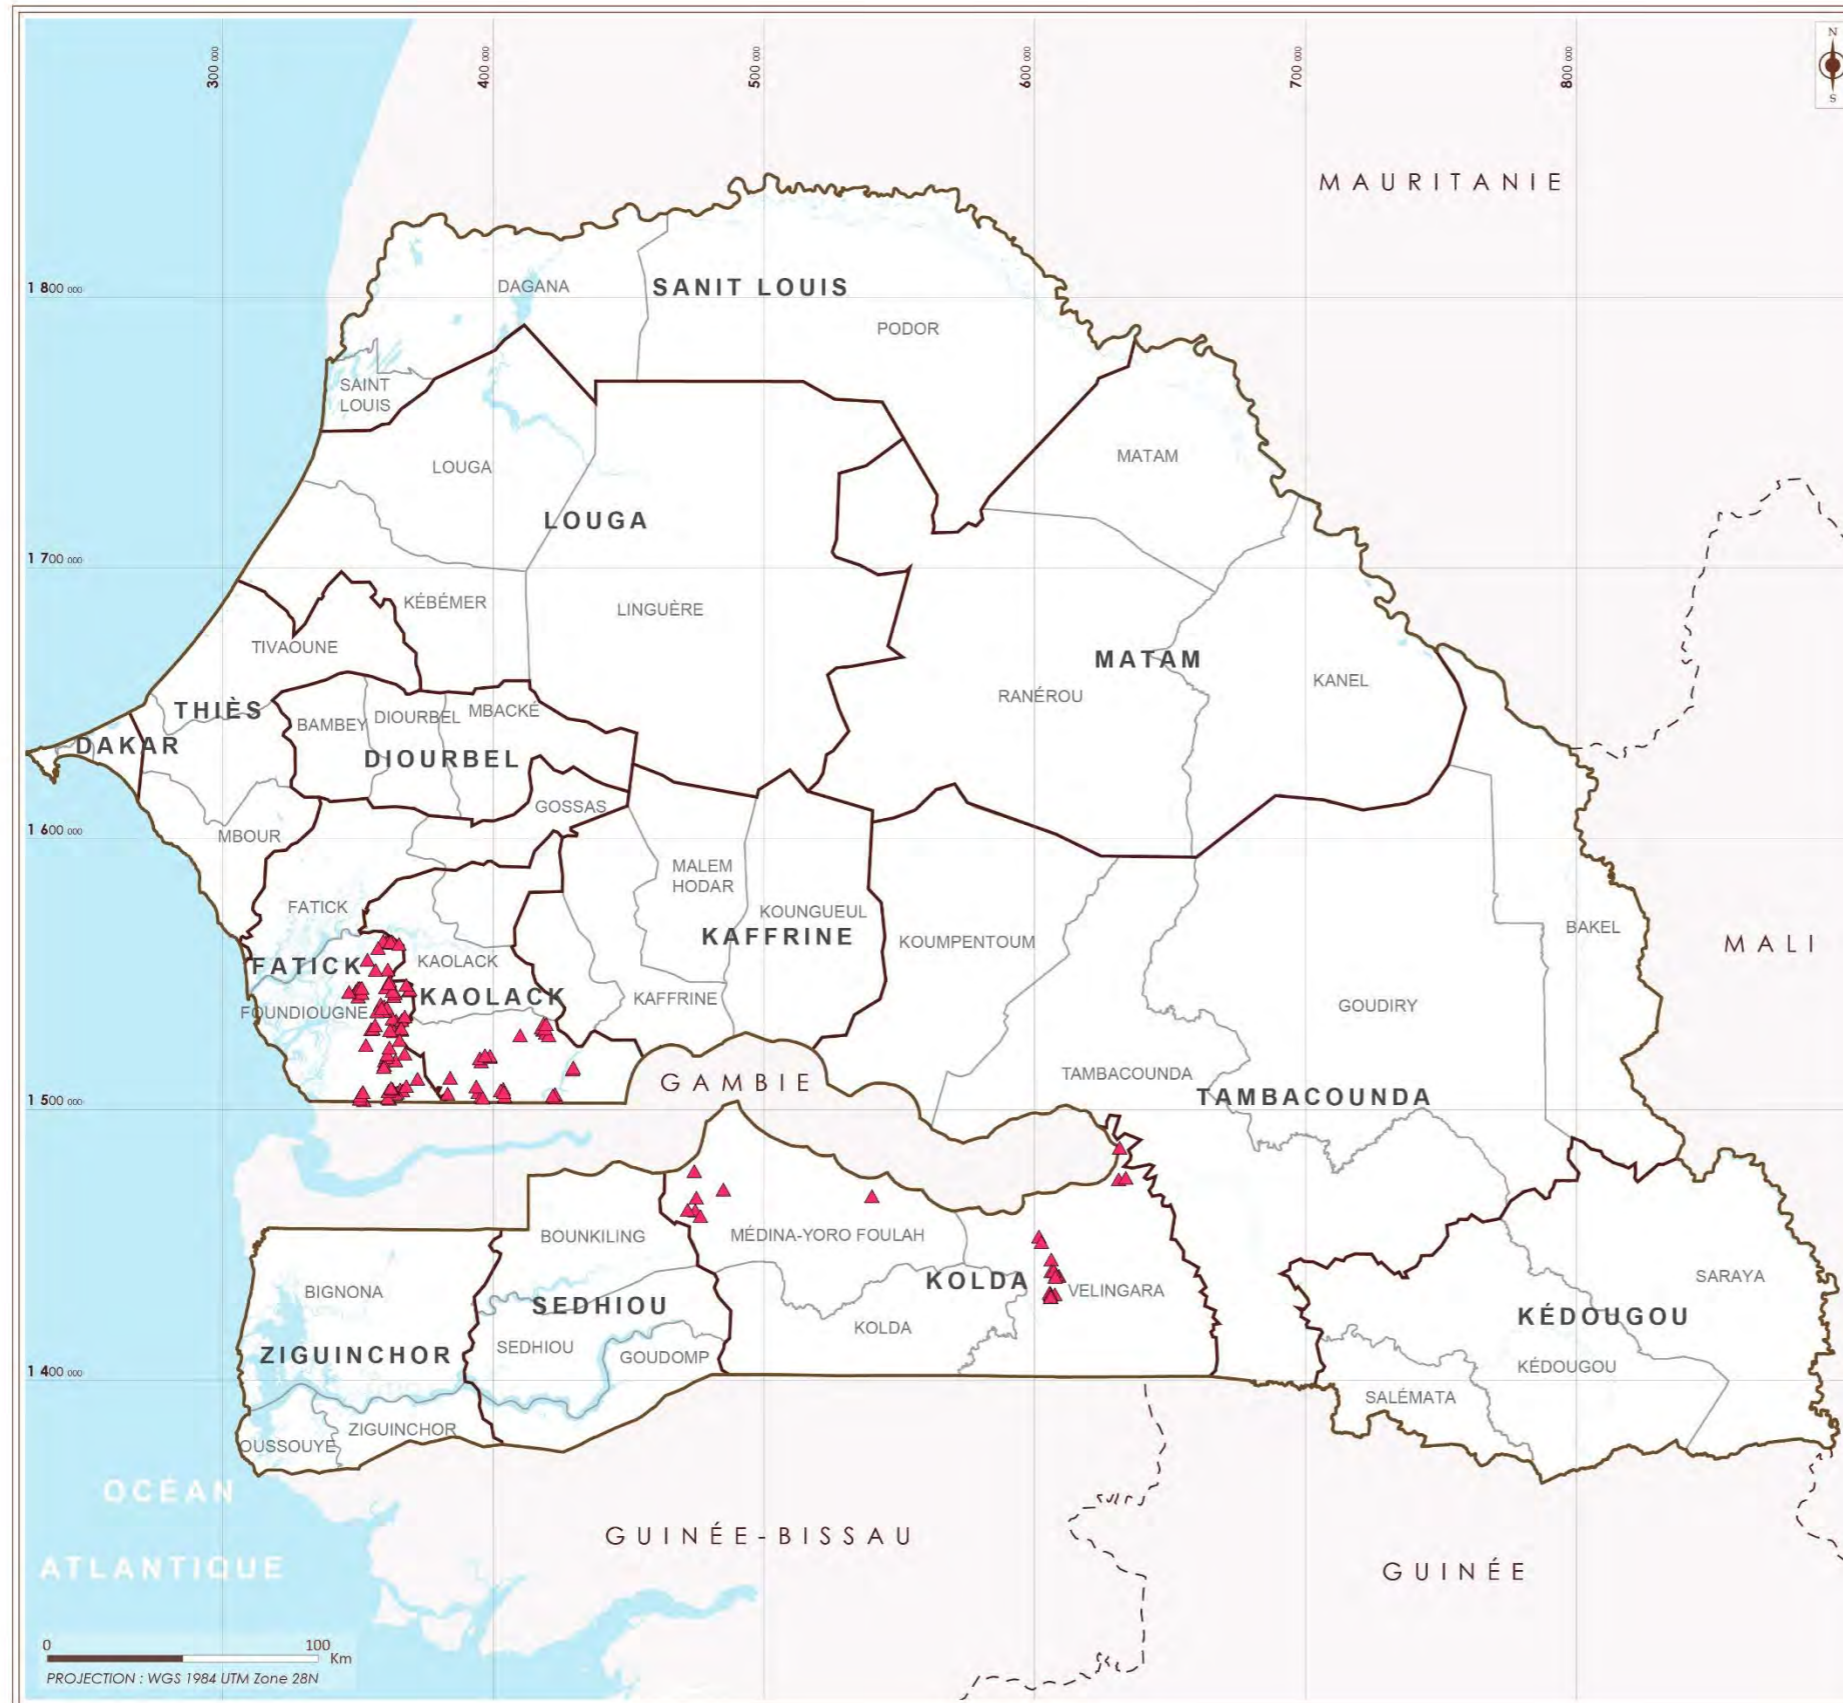 300 000
400 000
500 000
600 000
700 000
800 000
N
S
MAURITANIE
1 800 000
DAGANA
SANIT LOUIS
PODOR
SAINT
LOUIS
LOUGA
MATAM
LOUGA
1 700 000
KÉBÉMER
LINGUÈRE
TIVAOUNE
MATAM
KANEL
RANÉROU
THIÈS
BAMBEY
DIOURBEL
MBACKÉ
DAKAR
DIOURBEL
GOSSAS
1 600 000
MBOUR
MALEM
HODAR
FATICK
KOUNGUEUL
KAFFRINE
KOUMPENTOUM
BAKEL
MALI
FATICK
KAOLACK
KAOLACK
KAFFRINE
GOUDIRY
FOUNDIOUGNE
GAMBIE
TAMBACOUNDA
TAMBACOUNDA
1 500 000
BOUNKILING
MÉDINA-YORO FOULAH
BIGNONA
SEDHIOU
KOLDA
VELINGARA
SARAYA
KÉDOUGOU
KOLDA
ZIGUINCHOR
SEDHIOU
GOUDOMP
KÉDOUGOU
1 400 000
SALÉMATA
OUSSOUYE
ZIGUINCHOR
OCÉAN
ATLANTIQUE
GUINÉE-BISSAU
GUINÉE
0 100
Km
PROJECTION : WGS 1984 UTM Zone 28N